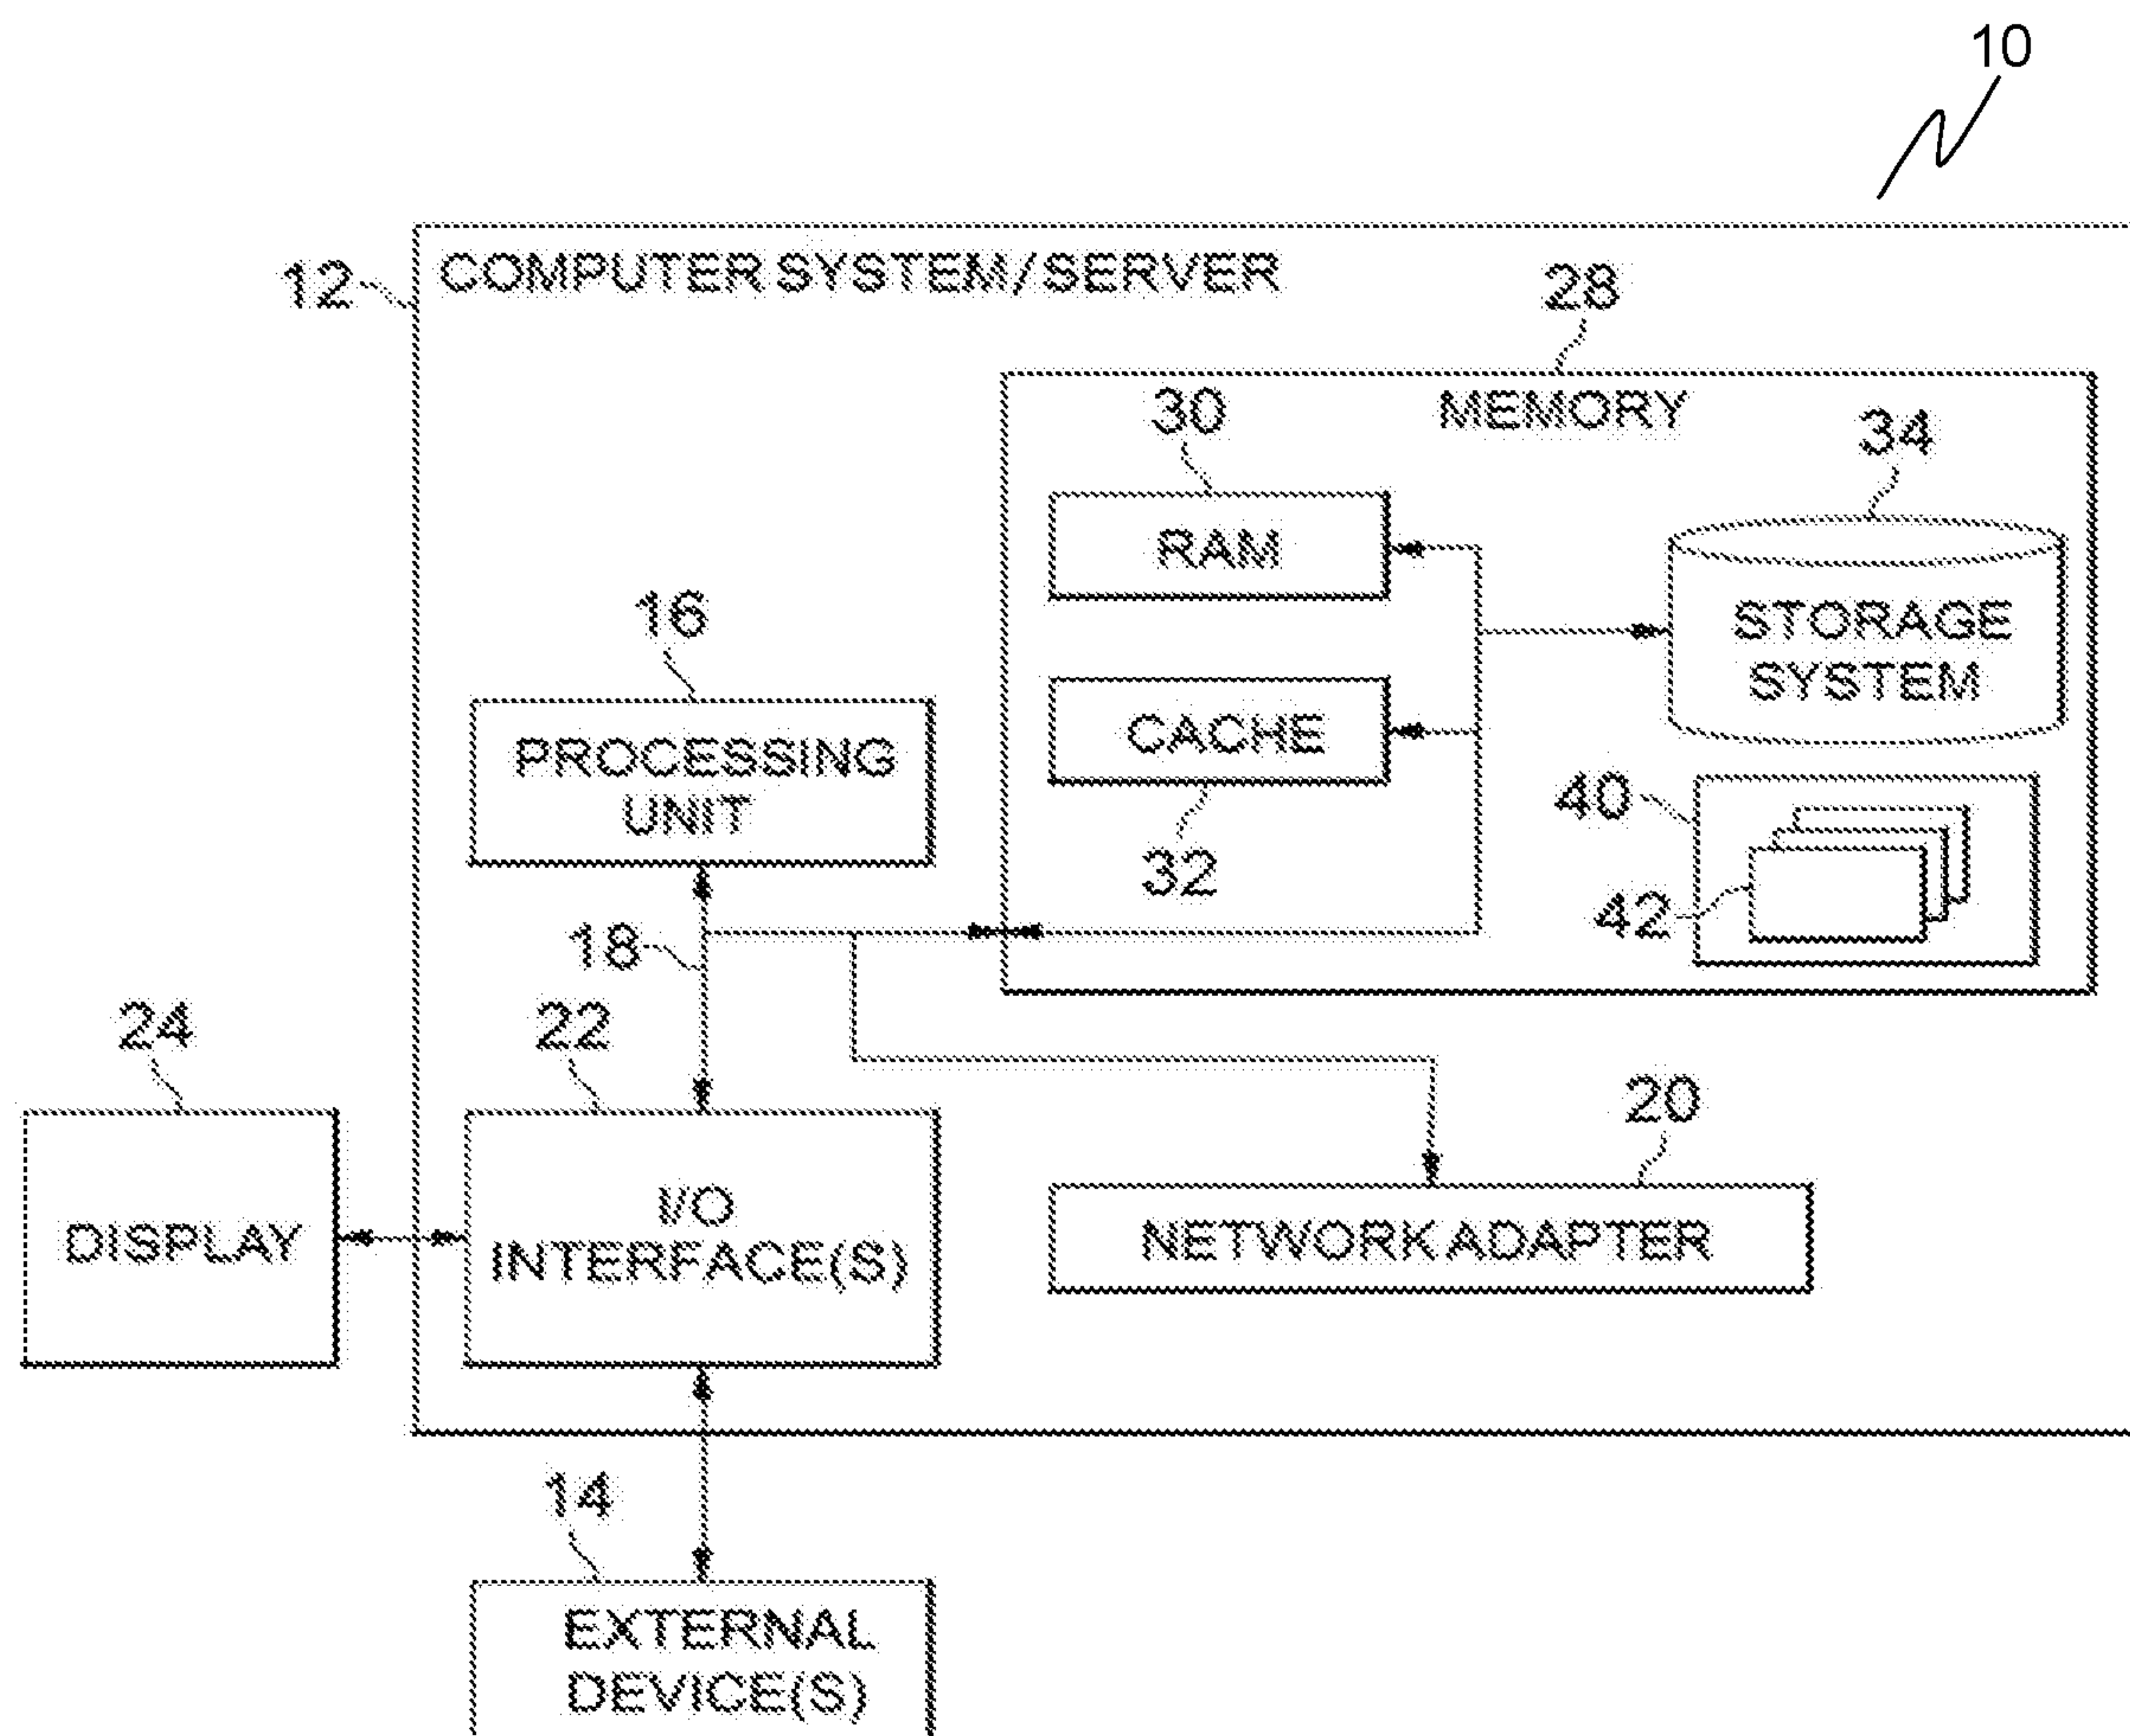 10
12
COMPUTER SYSTEM/SERVER
28
MEMORY
30
34
RAM
STORAGE
SYSTEM
16
PROCESSING
UNIT
CACHE
32
40
42
18
24
22
20
DISPLAY
I/O
INTERFACE(S)
NETWORK ADAPTER
14
EXTERNAL
DEVICE(S)